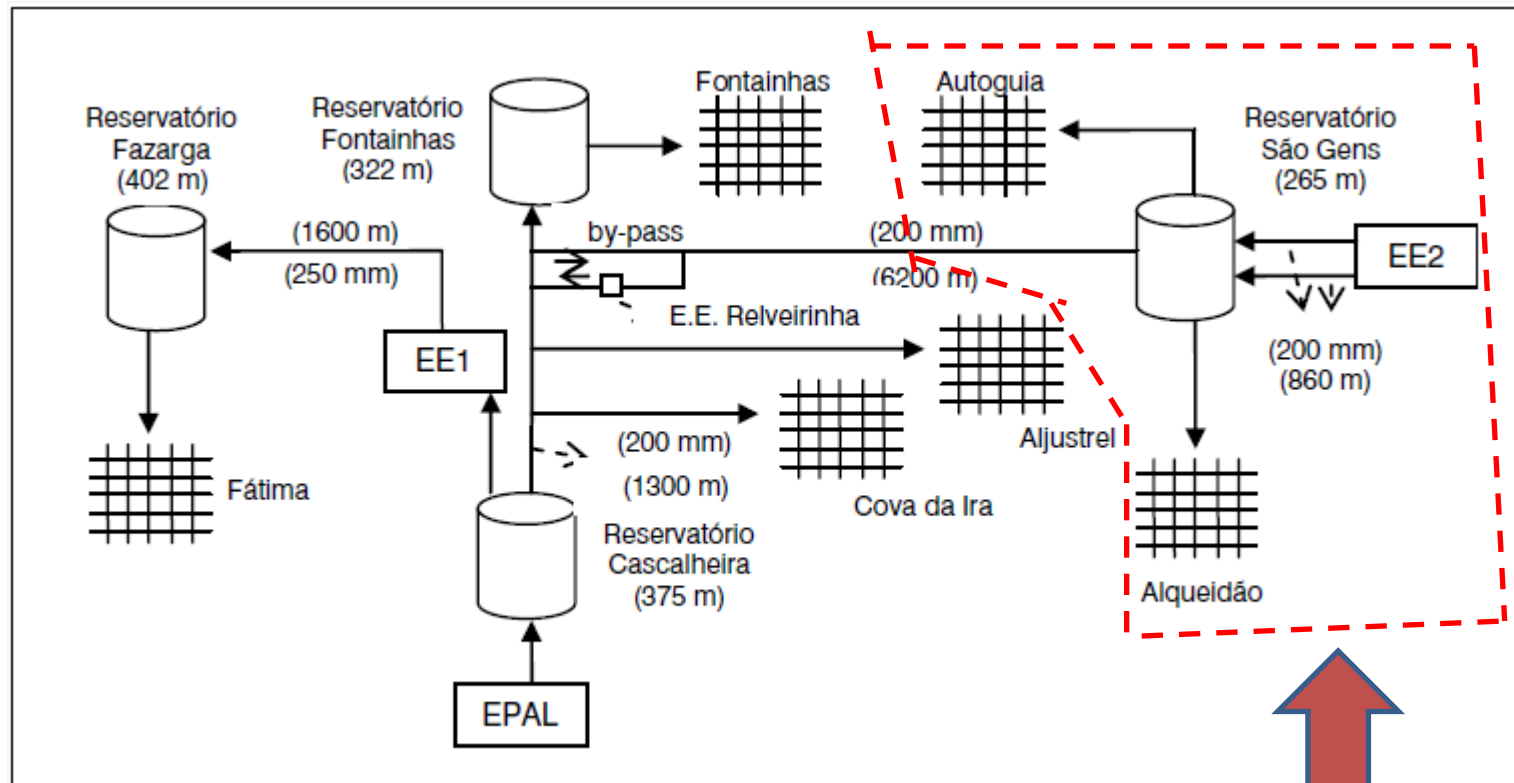 Fontainhas
Autoguia
Reservatório
Fontainhas
(322 m)
Reservatório
Fazarga
(402 m)
Reservatório
São Gens
(265 m)
(1600 m)
(250 mm)
by-pass
(200 mm)
(6200 m)
EE2
E.E. Relveirinha
EE1
(200 mm)
(860 m)
Aljustrel
(200 mm)
(1300 m)
Cova da Ira
Fátima
Reservatório
Cascalheira
(375 m)
Alqueidão
EPAL